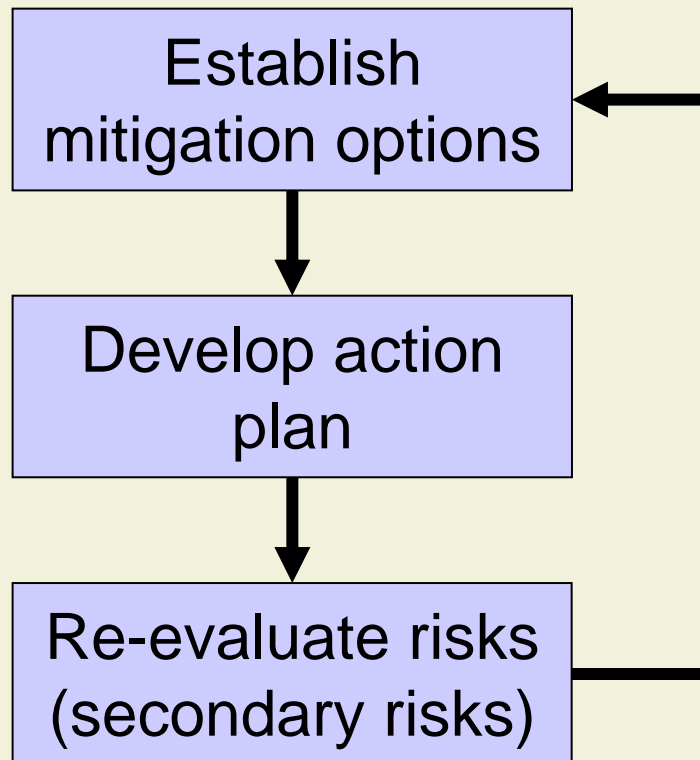 Establish
mitigation options
Develop action
plan
Re-evaluate risks
(secondary risks)